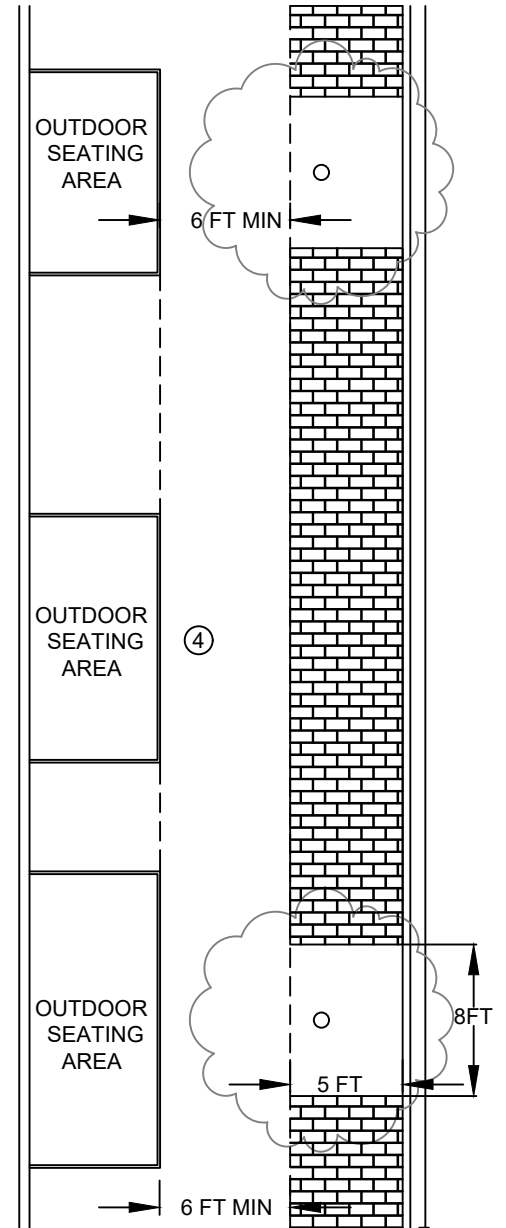 OUTDOOR
SEATING
AREA
6 FT MIN
OUTDOOR
SEATING
AREA
4
OUTDOOR
SEATING
AREA
8FT
5 FT
6 FT MIN